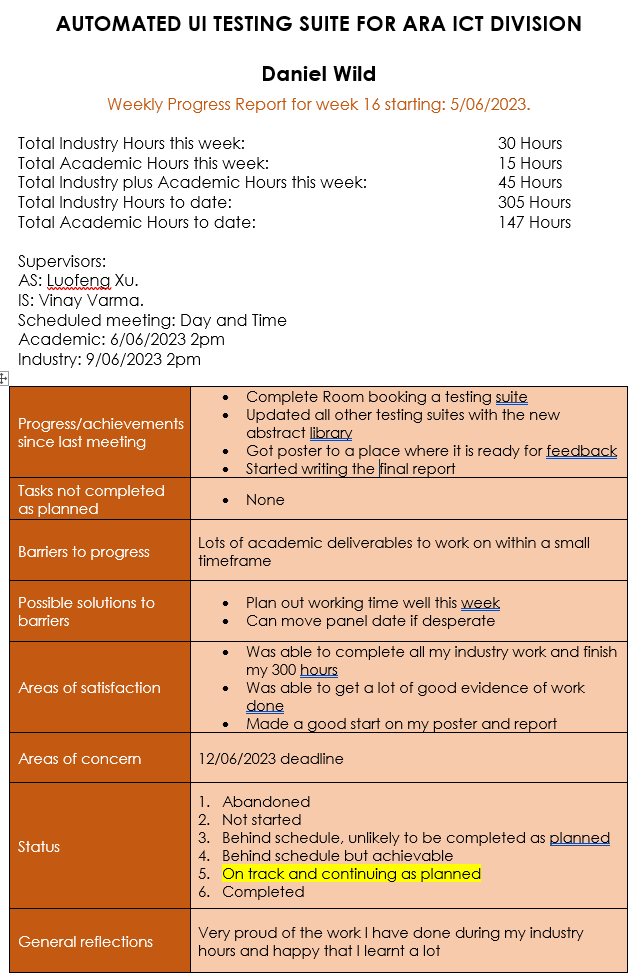 AUTOMATED UI TESTING SUITE FOR ARA ICT DIVISION
Daniel Wild
Weekly Progress Report for week 16 starting: 5/06/2023.
Total Industry Hours this week: 30 Hours
Total Academic Hours this week: 15 Hours
Total Industry plus Academic Hours this week: 45 Hours
Total Industry Hours to date: 305 Hours
Total Academic Hours to date: 147 Hours
Supervisors:
AS: Luofeng Xu.
IS: Vinay Varma.
Scheduled meeting: Day and Time
Academic: 6/06/2023 2pm
Industry: 9/06/2023 2pm
Progress/achievements
since last meeting
• Complete Room booking a testing suite
• Updated all other testing suites with the new
abstract library
• Got poster to a place where it is ready for feedback
• Started writing the final report
Tasks not completed
as planned
• None
Barriers to progress
Lots of academic deliverables to work on within a small
timeframe
Possible solutions to
barriers
• Plan out working time well this week
• Can move panel date if desperate
Areas of satisfaction
• Was able to complete all my industry work and finish
my 300 hours
• Was able to get a lot of good evidence of work
done
• Made a good start on my poster and report
Areas of concern
12/06/2023 deadline
Status
1. Abandoned
2. Not started
3. Behind schedule, unlikely to be completed as planned
4. Behind schedule but achievable
5. On track and continuing as planned
6. Completed
General reflections
Very proud of the work I have done during my industry
hours and happy that I learnt a lot